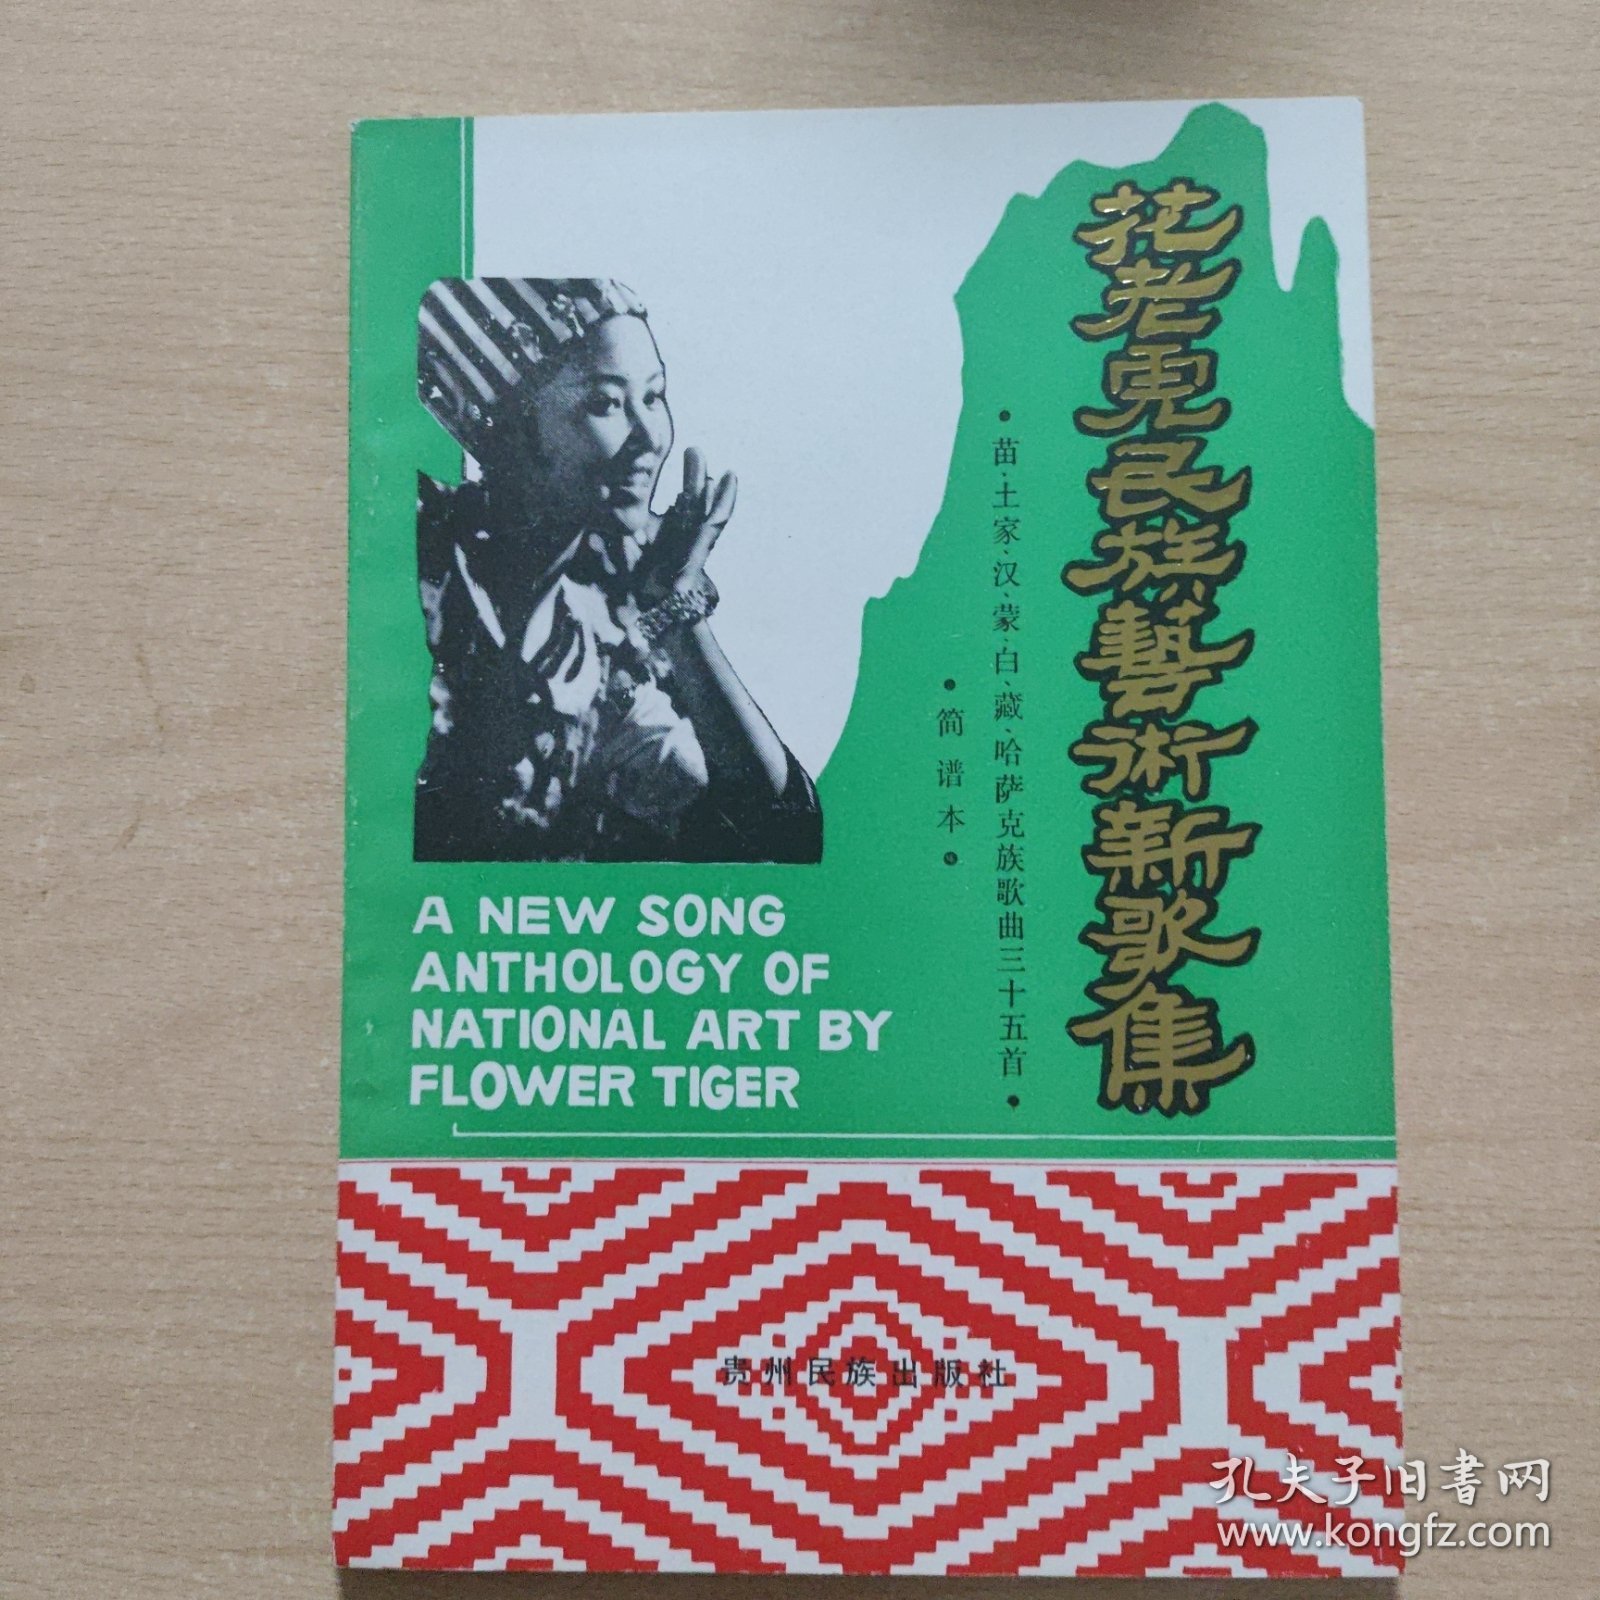 花老虎民族藝術新歌集
•苗、土家、汉、蒙、白、藏、哈萨克族歌曲三十五首•
•简谱本•
A NEW SONG
ANTHOLOGY OF
NATIONAL ART BY
FLOWER TIGER
贵州民族出版社
孔夫子旧书网
www.kongfz.com